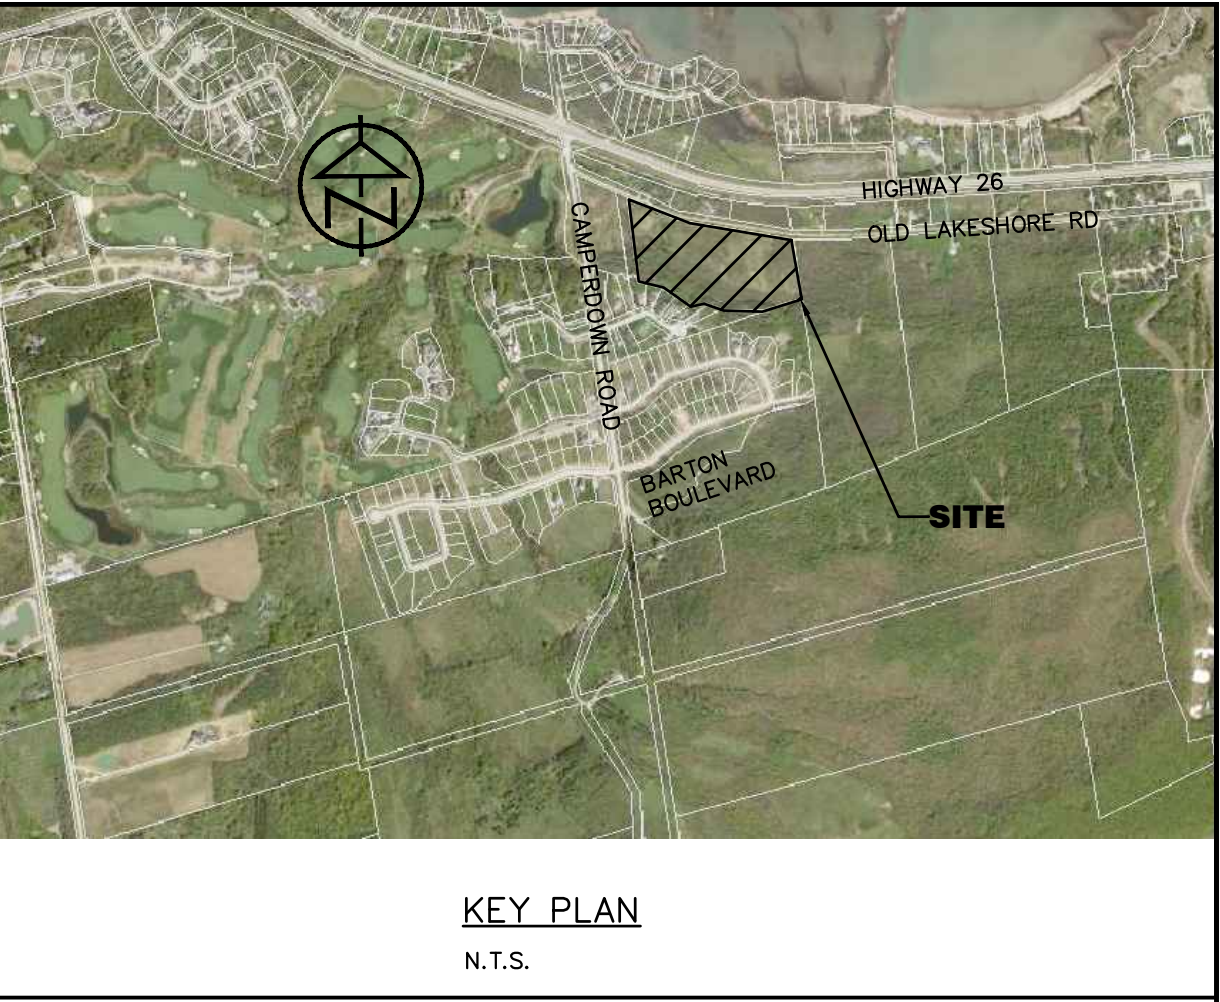 N
HIGHWAY 26
OLD LAKESHORE RD
CAMPERDOWN ROAD
BARTON
BOULEVARD
SITE
KEY PLAN
N.T.S.